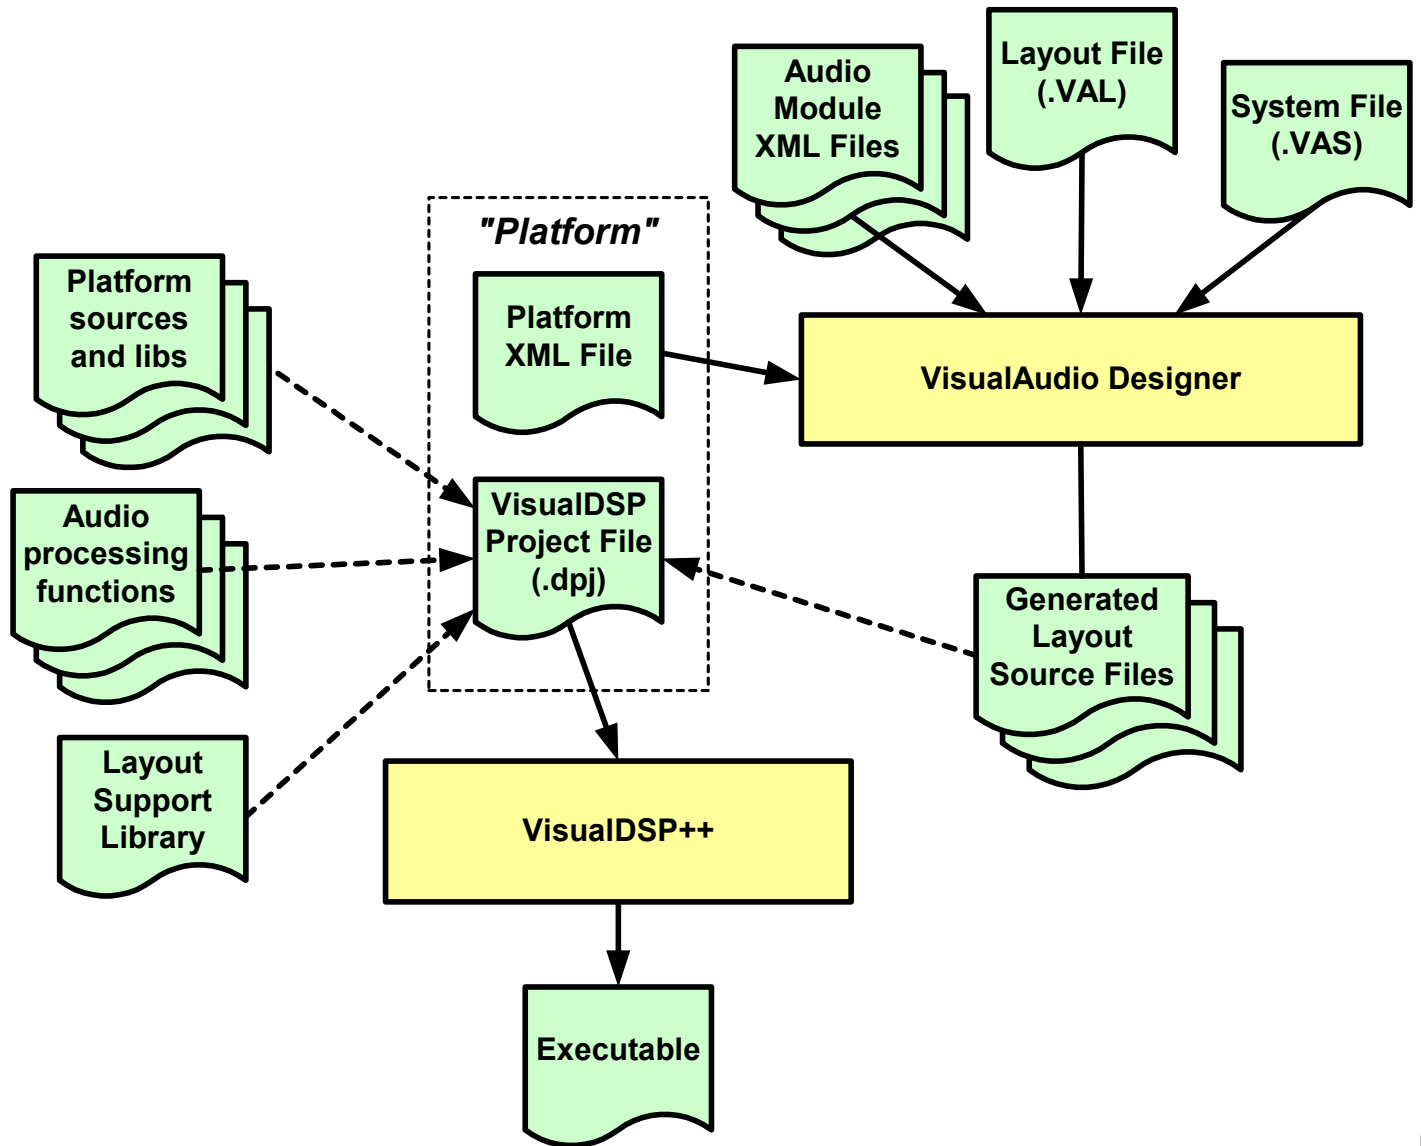 Audio
Module
XML Files
Layout File
(.VAL)
System File
(.VAS)
"Platform"
Platform
sources
and libs
Platform
XML File
VisualAudio Designer
Audio
processing
functions
VisualDSP
Project File
(.dpj)
Generated
Layout
Source Files
Layout
Support
Library
VisualDSP++
Executable